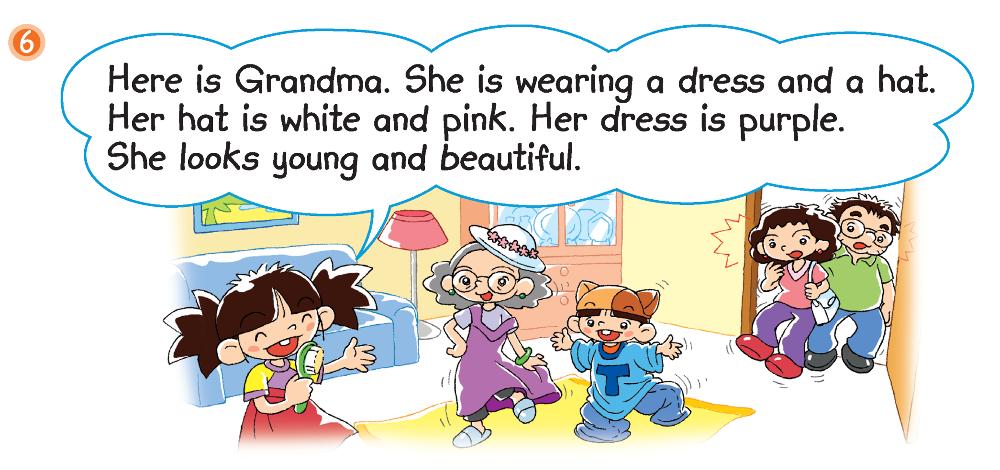 6
Here is Grandma. She is wearing a dress and a hat.
Her hat is white and pink. Her dress is purple.
She looks young and beautiful.
T